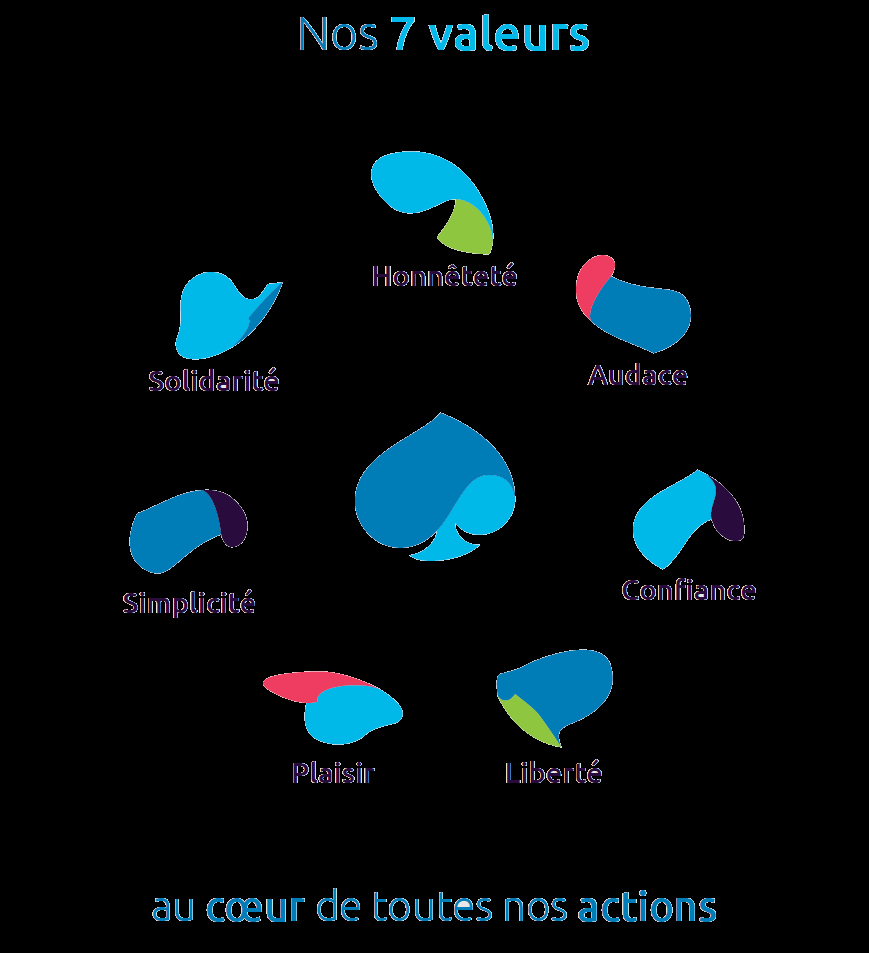 Nos 7 valeurs
Honnêteté
Audace
Solidarité
Confiance
Simplicité
Plaisir
Liberté
au cœur de toutes nos actions